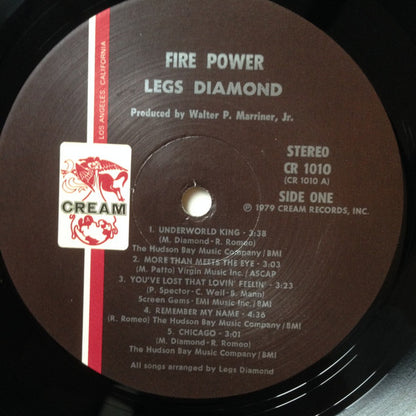 FIRE POWER
LEGS DIAMOND
Produced by Walter P. Marriner, Jr.
LOS ANGELES, CALIFORNIA
STEREO
CR 1010
(CR 1010 A)
SIDE ONE
℗ 1979 CREAM RECORDS, INC.
CREAM
1. UNDERWORLD KING - 3:38
(M. Diamond-R. Romeo)
The Hudson Bay Music Company/BMI
2. MORE THAN MEETS THE EYE - 3:03
(M. Patto) Virgin Music Inc./ASCAP
3. YOU'VE LOST THAT LOVIN' FEELIN' - 3:23
(P. Spector - C. Weil - B. Mann)
Screen Gems - EMI Music Inc./BMI
4. REMEMBER MY NAME - 4:36
(R. Romeo) The Hudson Bay Music Company/BMI
5. CHICAGO - 3:01
(M. Diamond - R. Romeo)
The Hudson Bay Music Company/BMI
All songs arranged by Legs Diamond